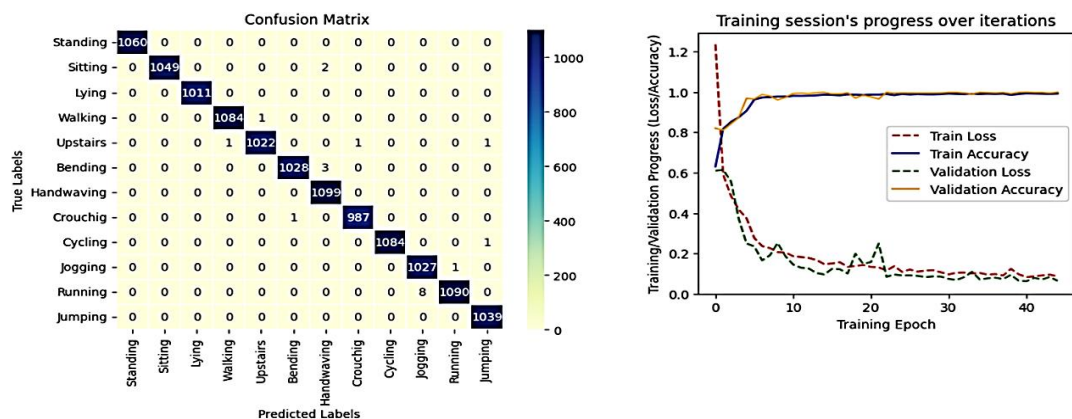 Confusion Matrix
True Labels
Standing 1060 0 0 0 0 0 0 0 0 0 0 0
Sitting 0 1049 0 0 0 0 2 0 0 0 0 0
Lying 0 0 1011 0 0 0 0 0 0 0 0 0
Walking 0 0 0 1084 1 0 0 0 0 0 0 0
Upstairs 0 0 0 1 1022 0 0 1 0 0 0 1
Bending 0 0 0 0 0 1028 3 0 0 0 0 0
Handwaving 0 0 0 0 0 0 1099 0 0 0 0 0
Crouchig 0 0 0 0 0 1 0 987 0 0 0 0
Cycling 0 0 0 0 0 0 0 0 1084 0 0 1
Jogging 0 0 0 0 0 0 0 0 0 1027 1 0
Running 0 0 0 0 0 0 0 0 0 8 1090 0
Jumping 0 0 0 0 0 0 0 0 0 0 0 1039
Standing Sitting Lying Walking Upstairs Bending Handwaving Crouchig Cycling Jogging Running Jumping
Predicted Labels
1000
800
600
400
200
0
Training session's progress over iterations
Training/Validation Progress (Loss/Accuracy)
1.2
1.0
0.8
0.6
0.4
0.2
0.0
Train Loss
Train Accuracy
Validation Loss
Validation Accuracy
0 10 20 30 40
Training Epoch